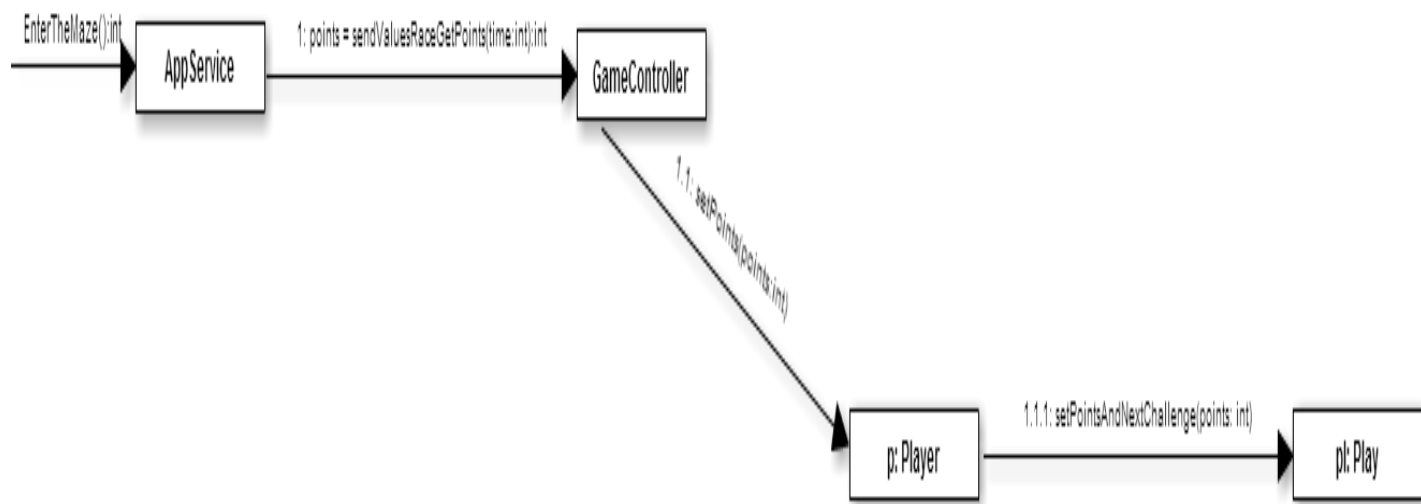 EnterTheMaze():int
AppService
1: points = sendValuesRaceGetPoints(time:int):int
GameController
1.1: setPoints(points:int)
p: Player
1.1.1: setPointsAndNextChallenge(points: int)
pl: Play